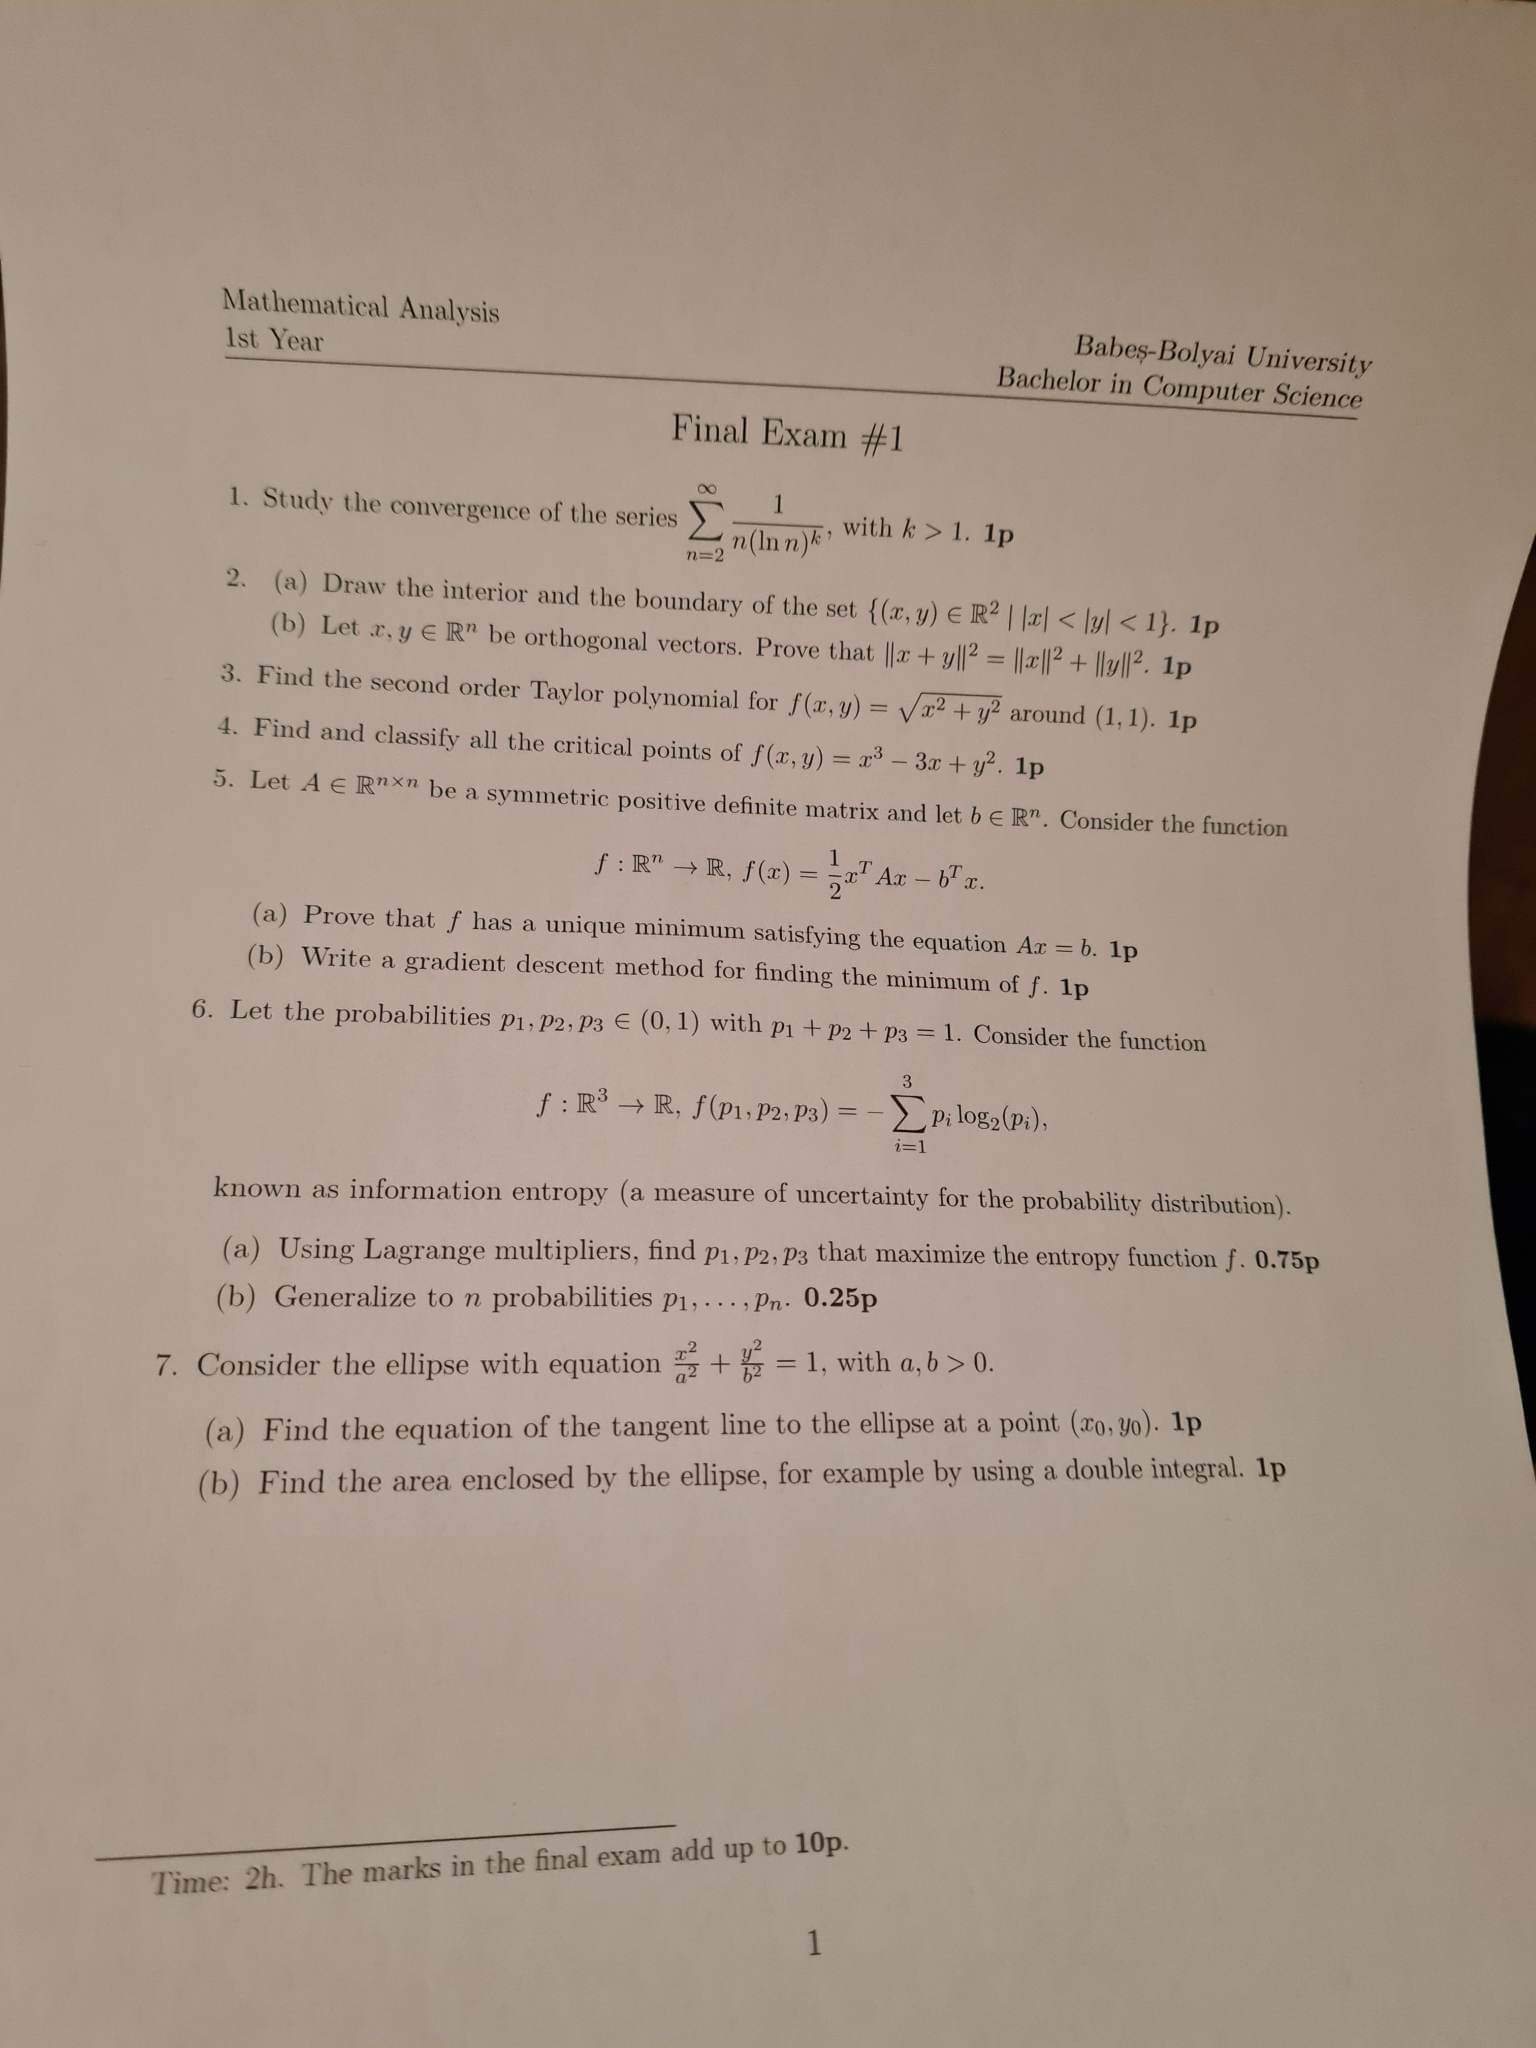 Mathematical Analysis
1st Year
Babeș-Bolyai University
Bachelor in Computer Science
Final Exam #1
1. Study the convergence of the series $\sum_{n=2}^{\infty} \frac{1}{n(\ln n)^k}$, with $k > 1$. 1p
2. (a) Draw the interior and the boundary of the set $\{(x, y) \in \mathbb{R}^2 \mid |x| < |y| < 1\}$. 1p
(b) Let $x, y \in \mathbb{R}^n$ be orthogonal vectors. Prove that $\|x + y\|^2 = \|x\|^2 + \|y\|^2$. 1p
3. Find the second order Taylor polynomial for $f(x, y) = \sqrt{x^2 + y^2}$ around $(1, 1)$. 1p
4. Find and classify all the critical points of $f(x, y) = x^3 - 3x + y^2$. 1p
5. Let $A \in \mathbb{R}^{n \times n}$ be a symmetric positive definite matrix and let $b \in \mathbb{R}^n$. Consider the function
$f : \mathbb{R}^n \to \mathbb{R}, f(x) = \frac{1}{2} x^T A x - b^T x.$
(a) Prove that $f$ has a unique minimum satisfying the equation $Ax = b$. 1p
(b) Write a gradient descent method for finding the minimum of $f$. 1p
6. Let the probabilities $p_1, p_2, p_3 \in (0, 1)$ with $p_1 + p_2 + p_3 = 1$. Consider the function
$f : \mathbb{R}^3 \to \mathbb{R}, f(p_1, p_2, p_3) = -\sum_{i=1}^{3} p_i \log_2(p_i),$
known as information entropy (a measure of uncertainty for the probability distribution).
(a) Using Lagrange multipliers, find $p_1, p_2, p_3$ that maximize the entropy function $f$. 0.75p
(b) Generalize to $n$ probabilities $p_1, \ldots, p_n$. 0.25p
7. Consider the ellipse with equation $\frac{x^2}{a^2} + \frac{y^2}{b^2} = 1$, with $a, b > 0$.
(a) Find the equation of the tangent line to the ellipse at a point $(x_0, y_0)$. 1p
(b) Find the area enclosed by the ellipse, for example by using a double integral. 1p
Time: 2h. The marks in the final exam add up to 10p.
1